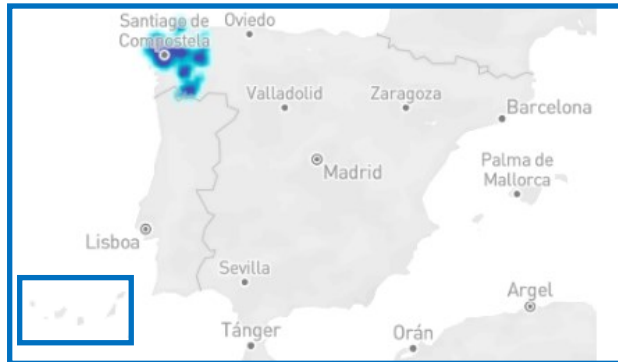 Santiago de
Compostela
Oviedo
Valladolid
Zaragoza
Barcelona
Madrid
Palma de
Mallorca
Lisboa
Sevilla
Argel
Tánger
Orán